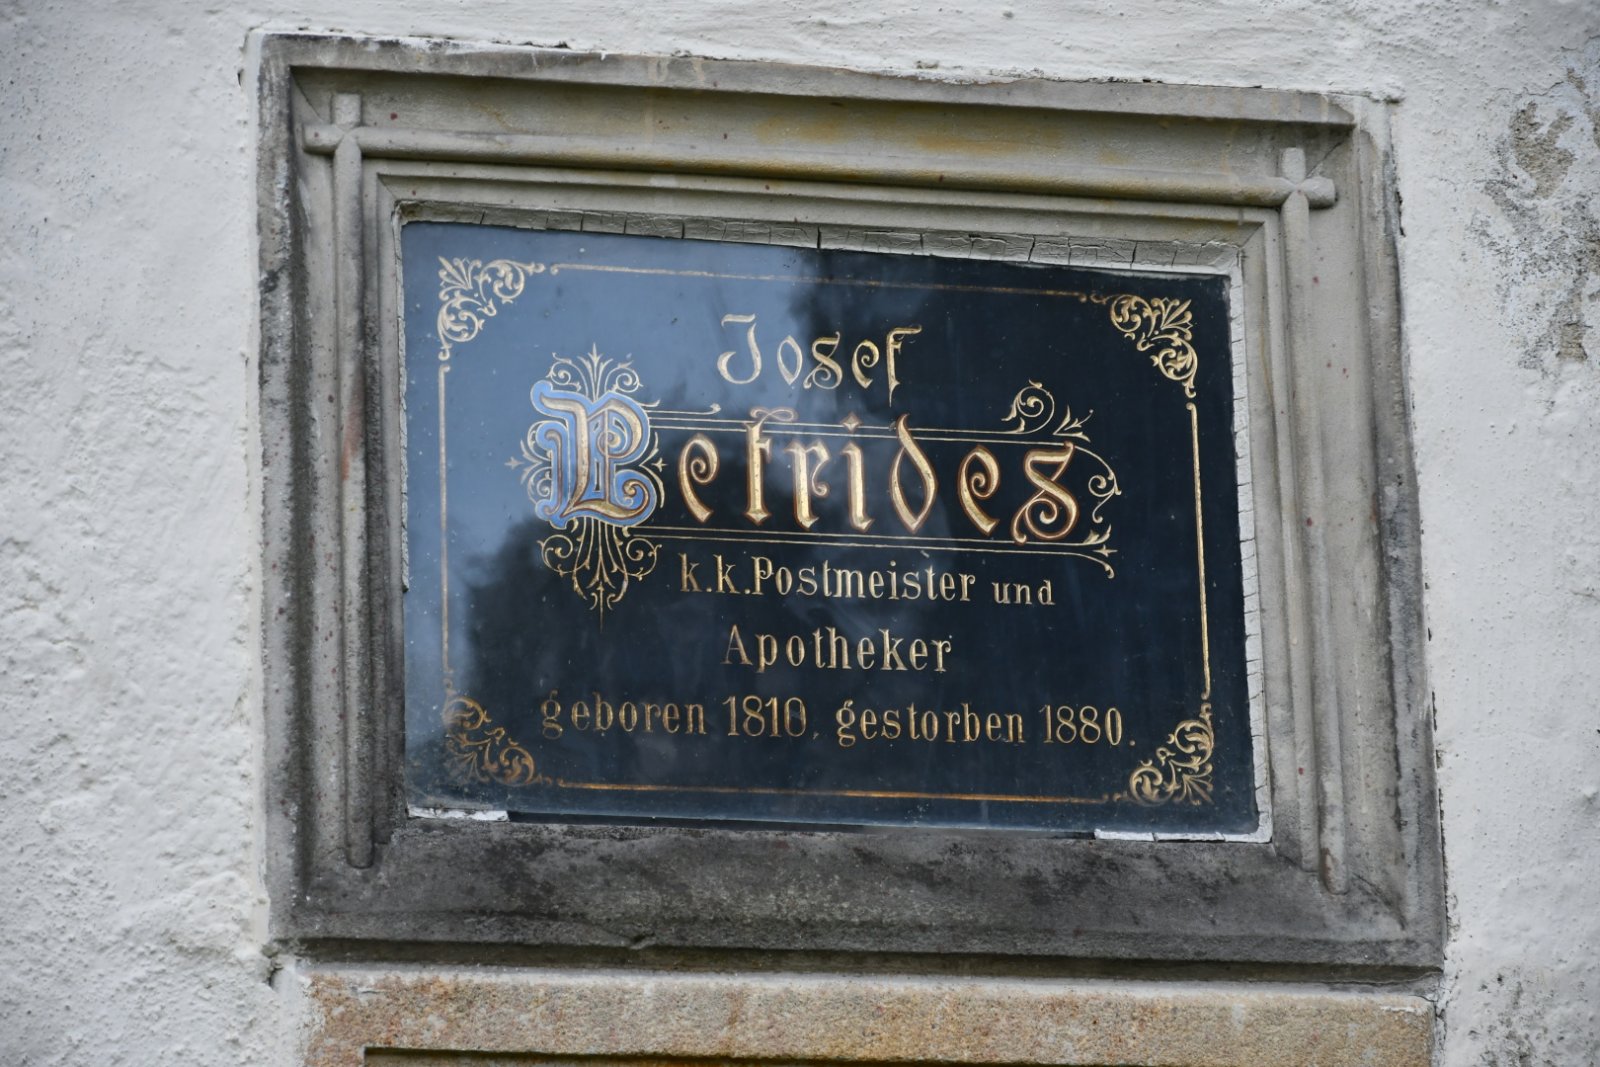 Josef
Petrides
k.k. Postmeister und
Apotheker
geboren 1810. gestorben 1880.